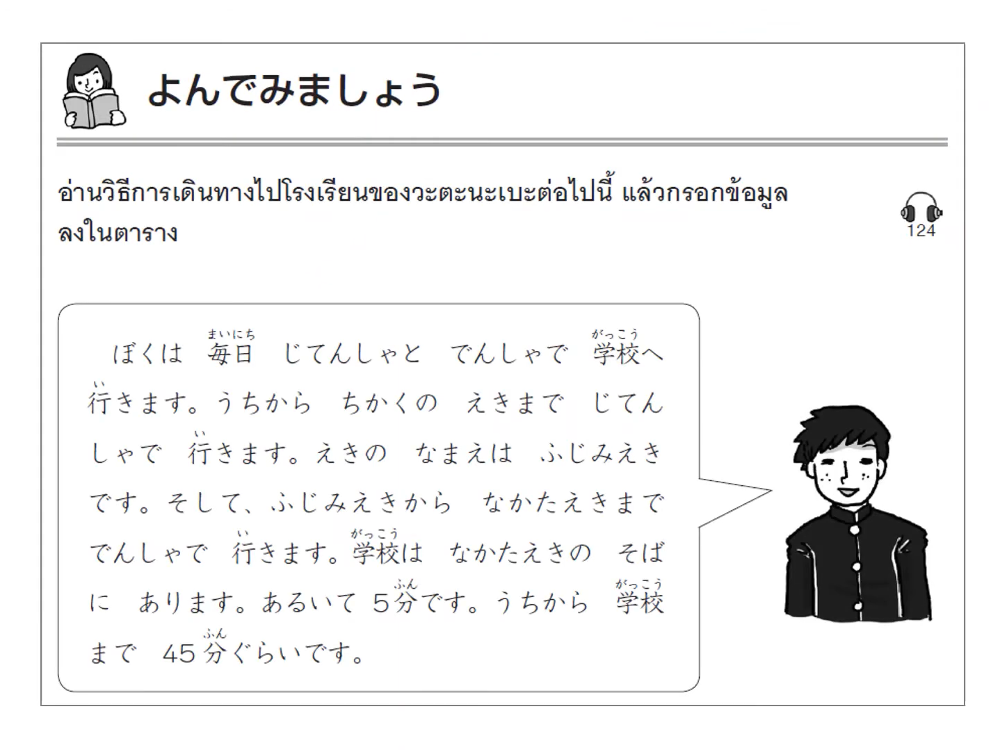 よんでみましょう
อ่านวิธีการเดินทางไปโรงเรียนของวะตะนะเบะต่อไปนี้ แล้วกรอกข้อมูล
ลงในตาราง
124
まいにち がっこう
ぼくは 毎日 じてんしゃと でんしゃで 学校へ
い
行きます。うちから ちかくの えきまで じてん
い
しゃで 行きます。えきの なまえは ふじみえき
です。そして、ふじみえきから なかたえきまで
い がっこう
でんしゃで 行きます。学校は なかたえきの そば
ふん がっこう
に あります。あるいて 5分です。うちから 学校
ふん
まで 45分ぐらいです。